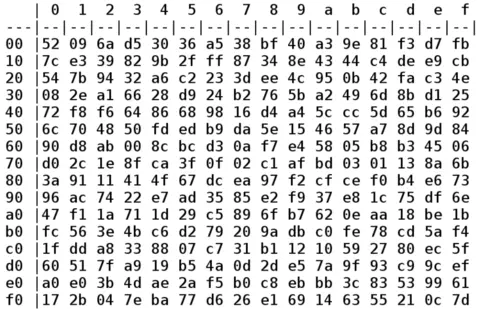 | 0 1 2 3 4 5 6 7 8 9 a b c d e f
---|--|--|--|--|--|--|--|--|--|--|--|--|--|--|--|--|
00 |52 09 6a d5 30 36 a5 38 bf 40 a3 9e 81 f3 d7 fb
10 |7c e3 39 82 9b 2f ff 87 34 8e 43 44 c4 de e9 cb
20 |54 7b 94 32 a6 c2 23 3d ee 4c 95 0b 42 fa c3 4e
30 |08 2e a1 66 28 d9 24 b2 76 5b a2 49 6d 8b d1 25
40 |72 f8 f6 64 86 68 98 16 d4 a4 5c cc 5d 65 b6 92
50 |6c 70 48 50 fd ed b9 da 5e 15 46 57 a7 8d 9d 84
60 |90 d8 ab 00 8c bc d3 0a f7 e4 58 05 b8 b3 45 06
70 |d0 2c 1e 8f ca 3f 0f 02 c1 af bd 03 01 13 8a 6b
80 |3a 91 11 41 4f 67 dc ea 97 f2 cf ce f0 b4 e6 73
90 |96 ac 74 22 e7 ad 35 85 e2 f9 37 e8 1c 75 df 6e
a0 |47 f1 1a 71 1d 29 c5 89 6f b7 62 0e aa 18 be 1b
b0 |fc 56 3e 4b c6 d2 79 20 9a db c0 fe 78 cd 5a f4
c0 |1f dd a8 33 88 07 c7 31 b1 12 10 59 27 80 ec 5f
d0 |60 51 7f a9 19 b5 4a 0d 2d e5 7a 9f 93 c9 9c ef
e0 |a0 e0 3b 4d ae 2a f5 b0 c8 eb bb 3c 83 53 99 61
f0 |17 2b 04 7e ba 77 d6 26 e1 69 14 63 55 21 0c 7d